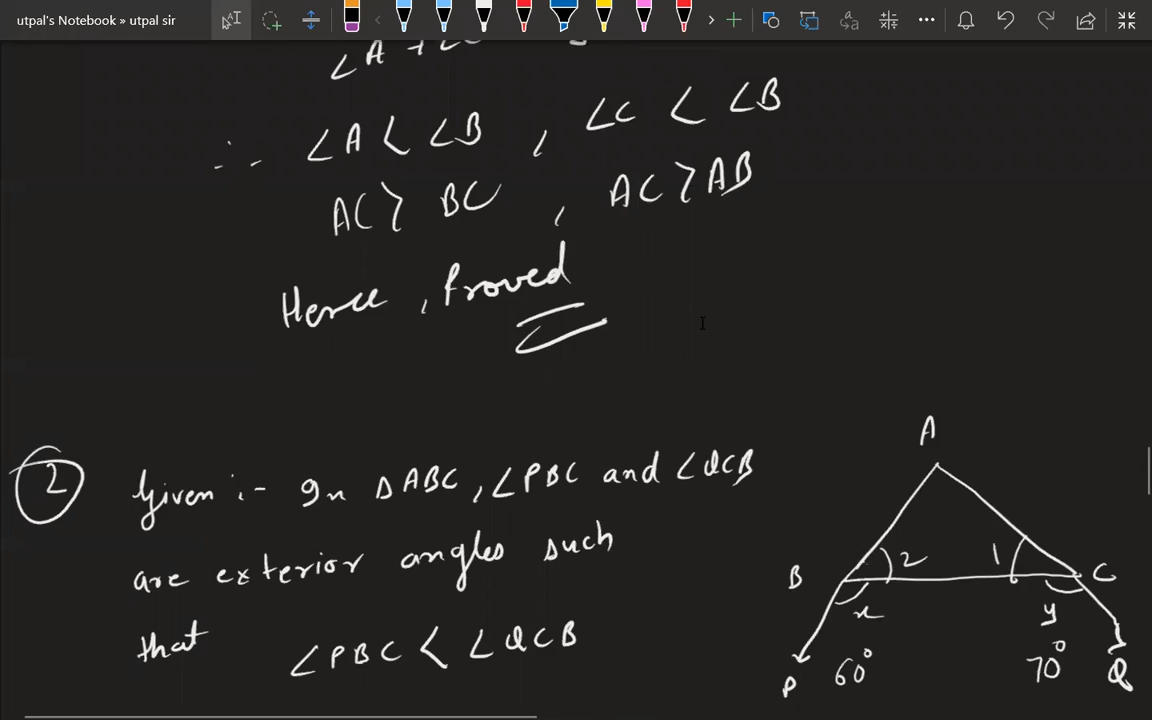 utpal's Notebook » utpal sir
∠A +∠C
∴ ∠A < ∠B , ∠C < ∠B
AC > BC , AC > AB
Hence, Proved
② Given :- In △ABC, ∠PBC and ∠QCB
are exterior angles such
that ∠PBC < ∠QCB
A
B 2 1 C
x y
P 60° 70° Q